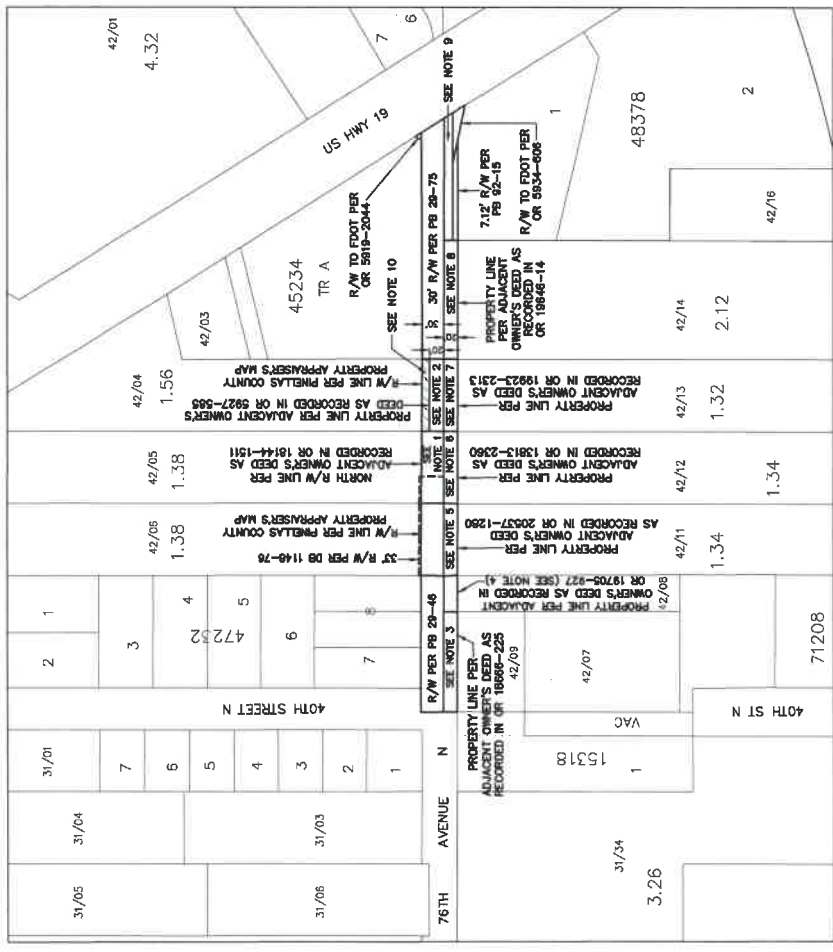 42/01
4.32
7
6
US HWY 19
SEE NOTE 9
1
48378
2
42/16
7.12' R/W PER
PB 92-15
R/W TO FDOT PER
OR 5934-606
30' R/W PER PB 29-75
R/W TO FDOT PER
OR 5919-2044
45234
TR A
SEE NOTE 10
SEE NOTE 8
PROPERTY LINE
PER ADJACENT
OWNER'S DEED AS
RECORDED IN
OR 19646-14
42/14
2.12
42/03
42/04
1.56
R/W LINE PER PINELLAS COUNTY
PROPERTY APPRAISER'S MAP
PROPERTY LINE PER ADJACENT OWNER'S
DEED AS RECORDED IN OR 5927-585
SEE NOTE 2
SEE NOTE 7
PROPERTY LINE PER
ADJACENT OWNER'S DEED AS
RECORDED IN OR 19923-2313
42/13
1.32
42/05
1.38
NORTH R/W LINE PER
ADJACENT OWNER'S DEED AS
RECORDED IN OR 18144-1511
SEE
NOTE 1
SEE NOTE 6
PROPERTY LINE PER
ADJACENT OWNER'S DEED AS
RECORDED IN OR 13813-2360
42/12
1.34
42/06
1.38
R/W LINE PER PINELLAS COUNTY
PROPERTY APPRAISER'S MAP
33' R/W PER DB 1146-76
SEE NOTE 5
PROPERTY LINE PER
ADJACENT OWNER'S DEED
AS RECORDED IN OR 20537-1280
42/11
1.34
1
2
3
4
5
6
7
8
47232
R/W PER PB 29-46
SEE NOTE 3
PROPERTY LINE PER ADJACENT
OWNER'S DEED AS RECORDED IN
OR 19705-927 (SEE NOTE 4)
42/08
PROPERTY LINE PER
ADJACENT OWNER'S DEED AS
RECORDED IN OR 18666-225
42/09
42/07
71208
40TH STREET N
VAC
40TH ST N
31/01
7
6
5
4
3
2
1
15318
1
31/04
31/03
31/05
31/06
76TH AVENUE N
31/34
3.26